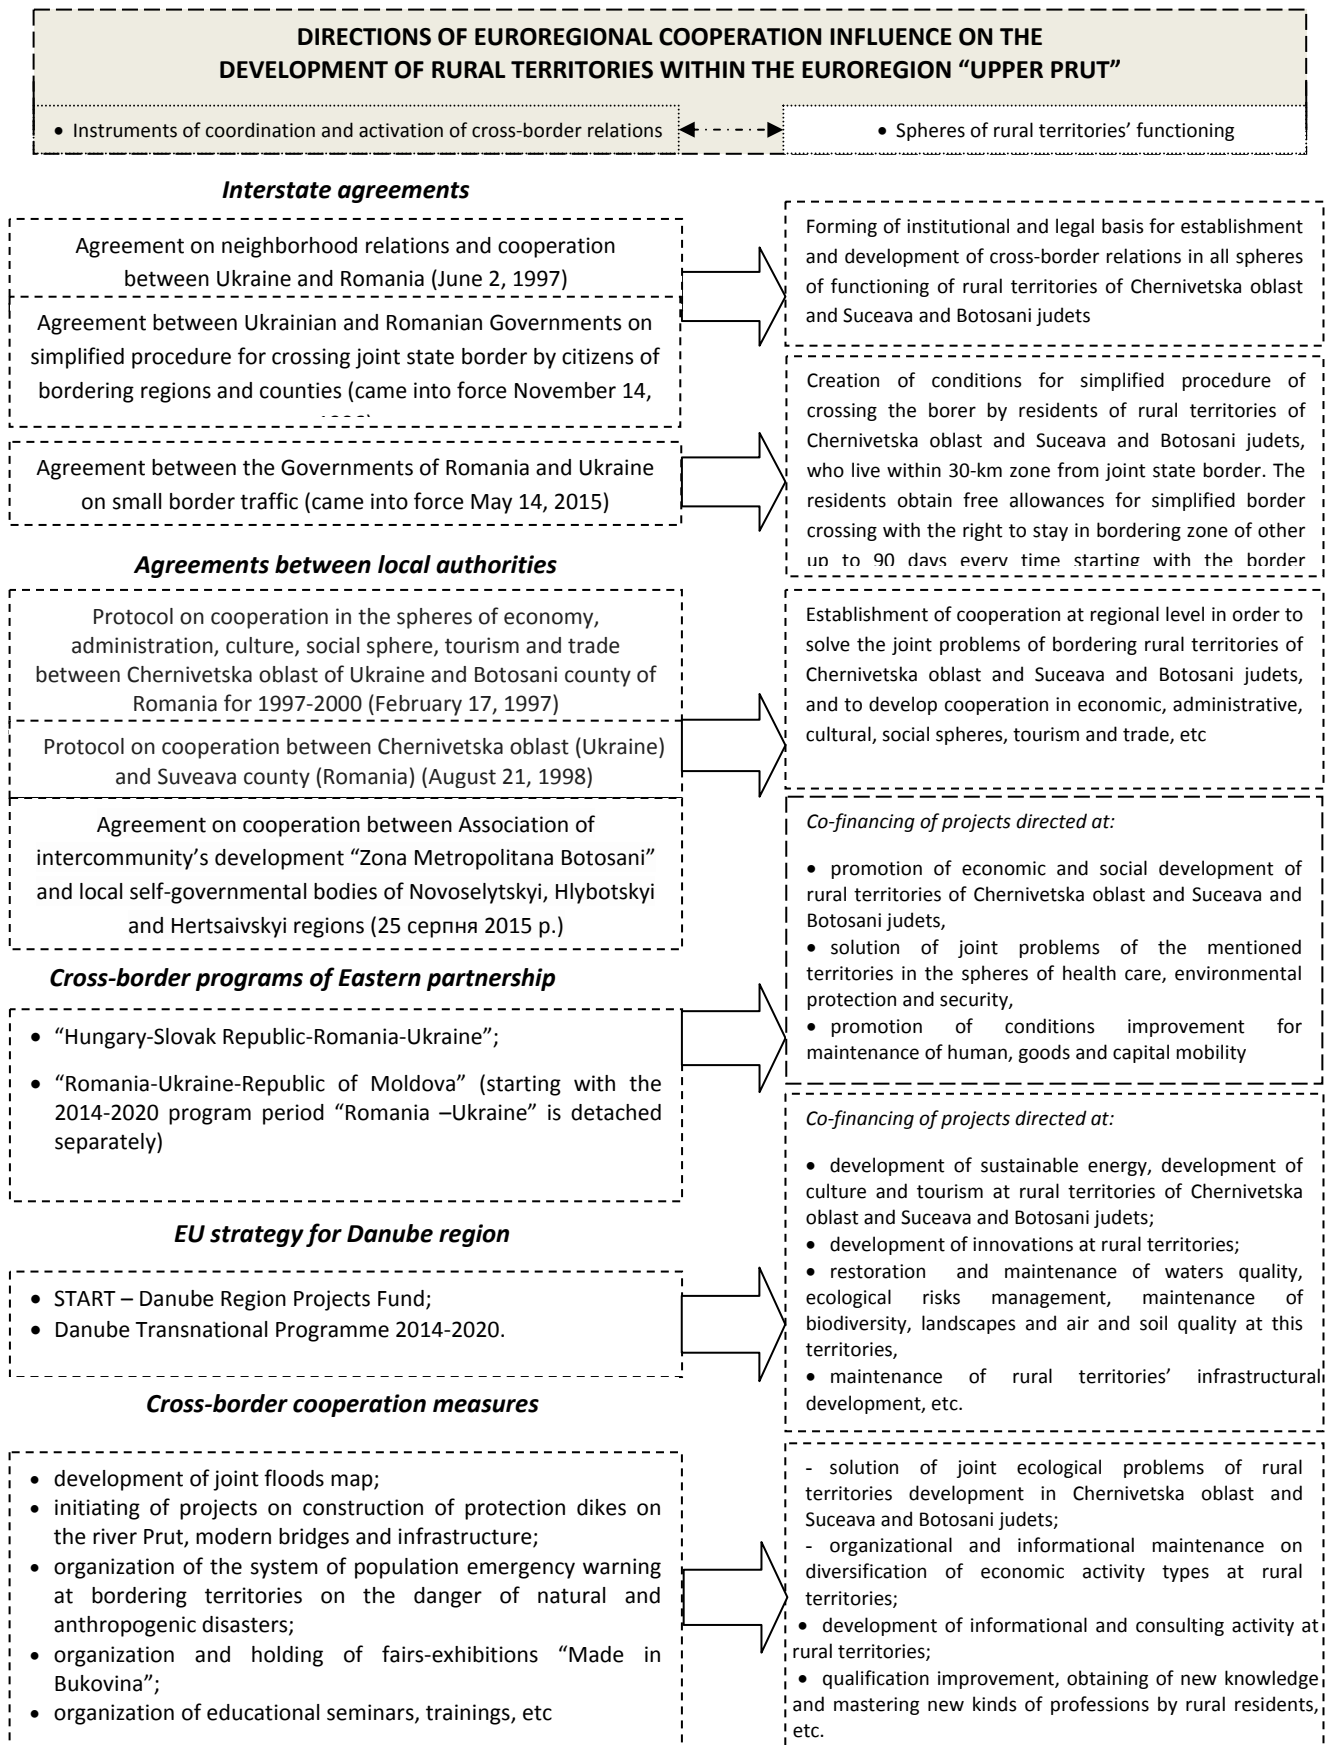 DIRECTIONS OF EUROREGIONAL COOPERATION INFLUENCE ON THE
DEVELOPMENT OF RURAL TERRITORIES WITHIN THE EUROREGION “UPPER PRUT”
• Instruments of coordination and activation of cross-border relations
• Spheres of rural territories’ functioning
Interstate agreements
Agreement on neighborhood relations and cooperation
between Ukraine and Romania (June 2, 1997)
Agreement between Ukrainian and Romanian Governments on
simplified procedure for crossing joint state border by citizens of
bordering regions and counties (came into force November 14,
Agreement between the Governments of Romania and Ukraine
on small border traffic (came into force May 14, 2015)
Forming of institutional and legal basis for establishment
and development of cross-border relations in all spheres
of functioning of rural territories of Chernivetska oblast
and Suceava and Botosani judets
Creation of conditions for simplified procedure of
crossing the borer by residents of rural territories of
Chernivetska oblast and Suceava and Botosani judets,
who live within 30-km zone from joint state border. The
residents obtain free allowances for simplified border
crossing with the right to stay in bordering zone of other
up to 90 days every time starting with the border
Agreements between local authorities
Protocol on cooperation in the spheres of economy,
administration, culture, social sphere, tourism and trade
between Chernivetska oblast of Ukraine and Botosani county of
Romania for 1997-2000 (February 17, 1997)
Protocol on cooperation between Chernivetska oblast (Ukraine)
and Suveava county (Romania) (August 21, 1998)
Agreement on cooperation between Association of
intercommunity’s development “Zona Metropolitana Botosani”
and local self-governmental bodies of Novoselytskyi, Hlybotskyi
and Hertsaivskyi regions (25 серпня 2015 р.)
Establishment of cooperation at regional level in order to
solve the joint problems of bordering rural territories of
Chernivetska oblast and Suceava and Botosani judets,
and to develop cooperation in economic, administrative,
cultural, social spheres, tourism and trade, etc
Cross-border programs of Eastern partnership
• “Hungary-Slovak Republic-Romania-Ukraine”;
• “Romania-Ukraine-Republic of Moldova” (starting with the
2014-2020 program period “Romania –Ukraine” is detached
separately)
Co-financing of projects directed at:
• promotion of economic and social development of
rural territories of Chernivetska oblast and Suceava and
Botosani judets,
• solution of joint problems of the mentioned
territories in the spheres of health care, environmental
protection and security,
• promotion of conditions improvement for
maintenance of human, goods and capital mobility
EU strategy for Danube region
• START – Danube Region Projects Fund;
• Danube Transnational Programme 2014-2020.
Co-financing of projects directed at:
• development of sustainable energy, development of
culture and tourism at rural territories of Chernivetska
oblast and Suceava and Botosani judets;
• development of innovations at rural territories;
• restoration and maintenance of waters quality,
ecological risks management, maintenance of
biodiversity, landscapes and air and soil quality at this
territories,
• maintenance of rural territories’ infrastructural
development, etc.
Cross-border cooperation measures
• development of joint floods map;
• initiating of projects on construction of protection dikes on
the river Prut, modern bridges and infrastructure;
• organization of the system of population emergency warning
at bordering territories on the danger of natural and
anthropogenic disasters;
• organization and holding of fairs-exhibitions “Made in
Bukovina”;
• organization of educational seminars, trainings, etc
- solution of joint ecological problems of rural
territories development in Chernivetska oblast and
Suceava and Botosani judets;
- organizational and informational maintenance on
diversification of economic activity types at rural
territories;
• development of informational and consulting activity at
rural territories;
• qualification improvement, obtaining of new knowledge
and mastering new kinds of professions by rural residents,
etc.